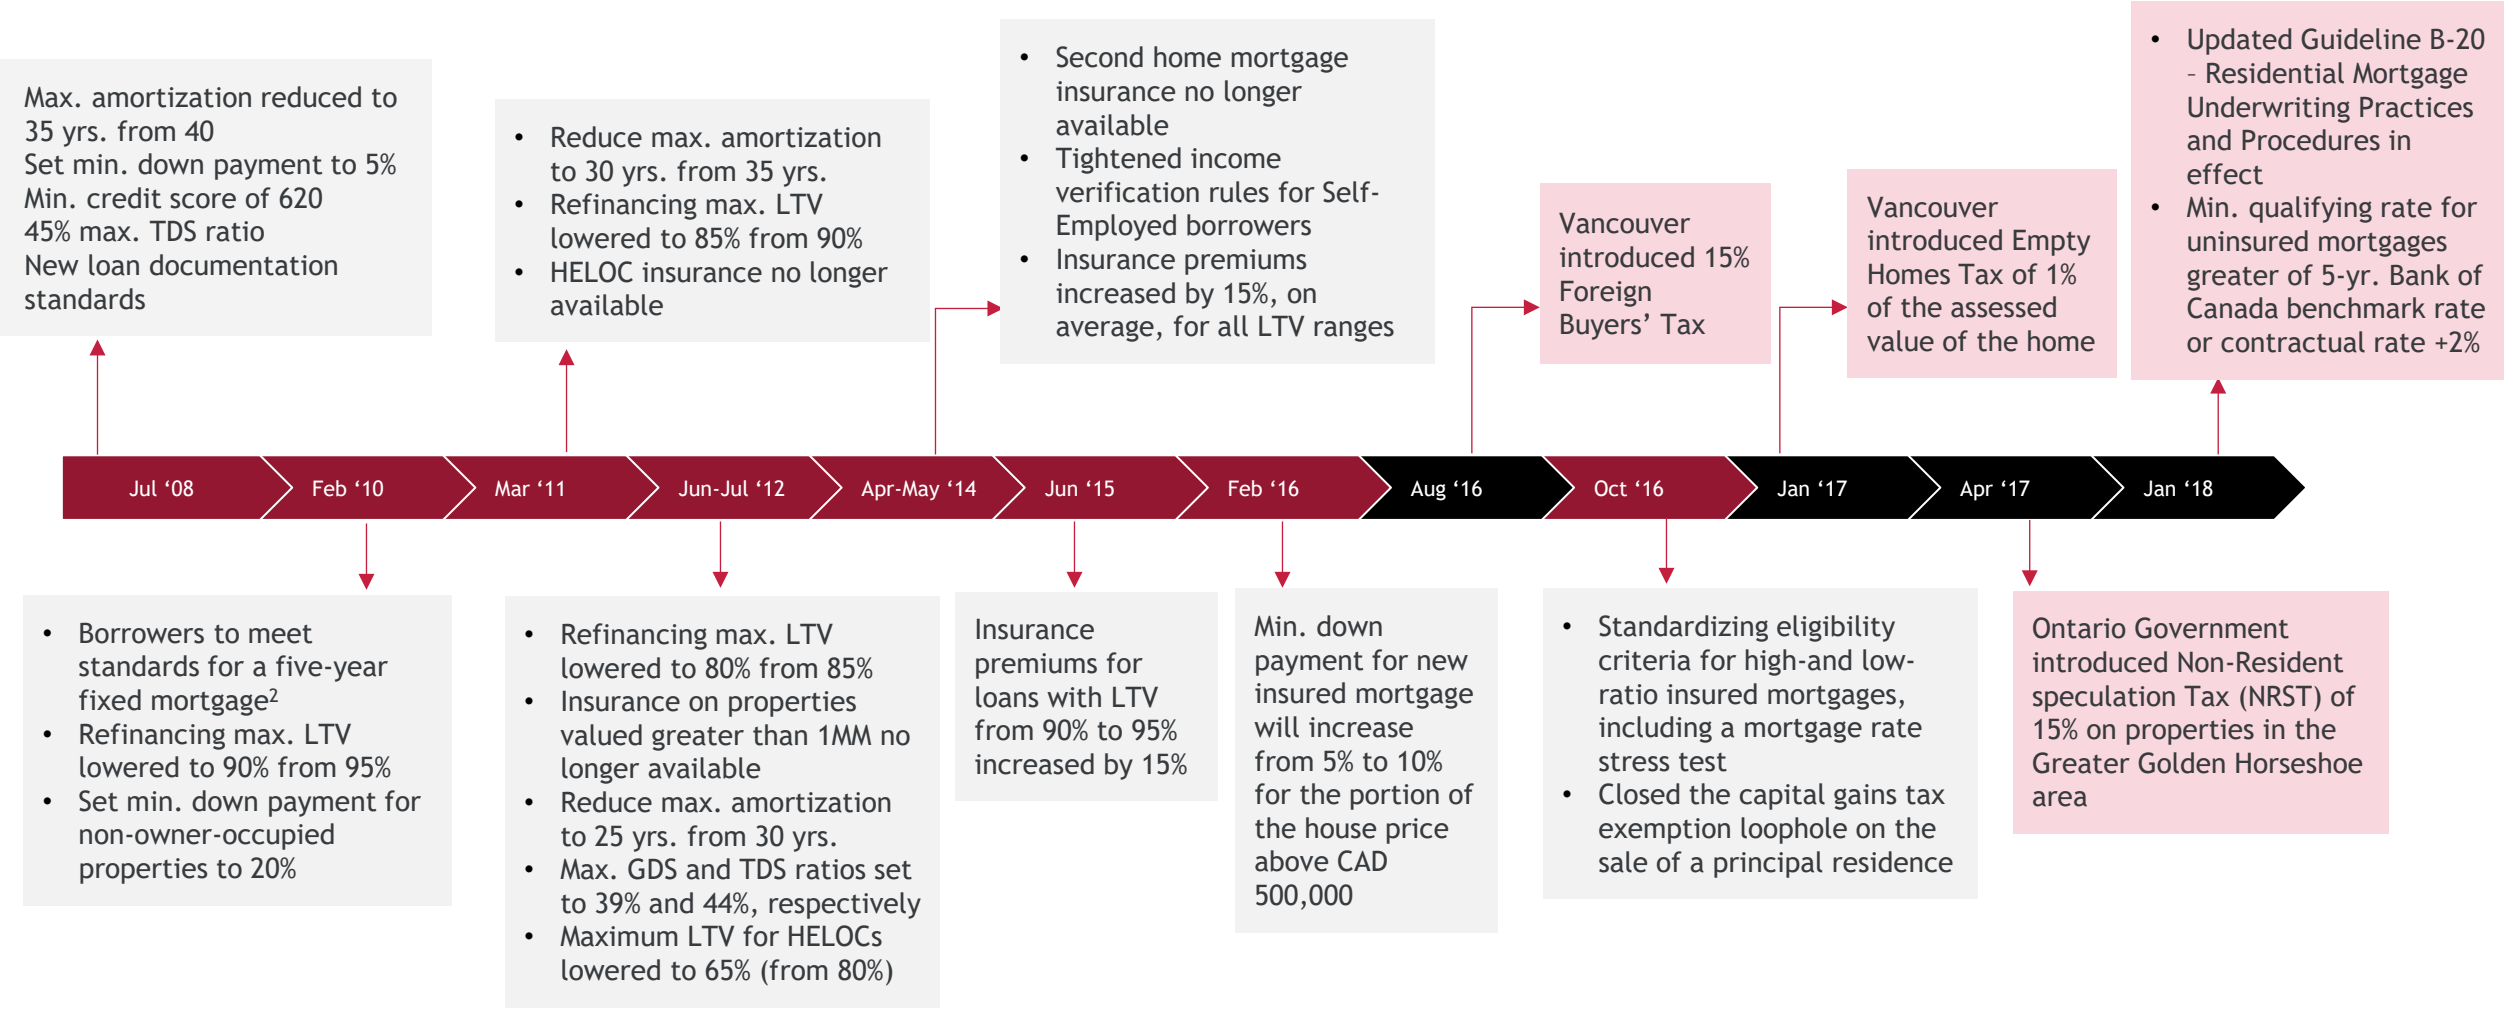 Max. amortization reduced to
35 yrs. from 40
Set min. down payment to 5%
Min. credit score of 620
45% max. TDS ratio
New loan documentation
standards
• Reduce max. amortization
to 30 yrs. from 35 yrs.
• Refinancing max. LTV
lowered to 85% from 90%
• HELOC insurance no longer
available
• Second home mortgage
insurance no longer
available
• Tightened income
verification rules for Self-
Employed borrowers
• Insurance premiums
increased by 15%, on
average, for all LTV ranges
Vancouver
introduced 15%
Foreign
Buyers’ Tax
Vancouver
introduced Empty
Homes Tax of 1%
of the assessed
value of the home
• Updated Guideline B-20
– Residential Mortgage
Underwriting Practices
and Procedures in
effect
• Min. qualifying rate for
uninsured mortgages
greater of 5-yr. Bank of
Canada benchmark rate
or contractual rate +2%
Jul ‘08
Feb ‘10
Mar ‘11
Jun-Jul ‘12
Apr-May ‘14
Jun ‘15
Feb ‘16
Aug ‘16
Oct ‘16
Jan ‘17
Apr ‘17
Jan ‘18
• Borrowers to meet
standards for a five-year
fixed mortgage²
• Refinancing max. LTV
lowered to 90% from 95%
• Set min. down payment for
non-owner-occupied
properties to 20%
• Refinancing max. LTV
lowered to 80% from 85%
• Insurance on properties
valued greater than 1MM no
longer available
• Reduce max. amortization
to 25 yrs. from 30 yrs.
• Max. GDS and TDS ratios set
to 39% and 44%, respectively
• Maximum LTV for HELOCs
lowered to 65% (from 80%)
Insurance
premiums for
loans with LTV
from 90% to 95%
increased by 15%
Min. down
payment for new
insured mortgage
will increase
from 5% to 10%
for the portion of
the house price
above CAD
500,000
• Standardizing eligibility
criteria for high-and low-
ratio insured mortgages,
including a mortgage rate
stress test
• Closed the capital gains tax
exemption loophole on the
sale of a principal residence
Ontario Government
introduced Non-Resident
speculation Tax (NRST) of
15% on properties in the
Greater Golden Horseshoe
area